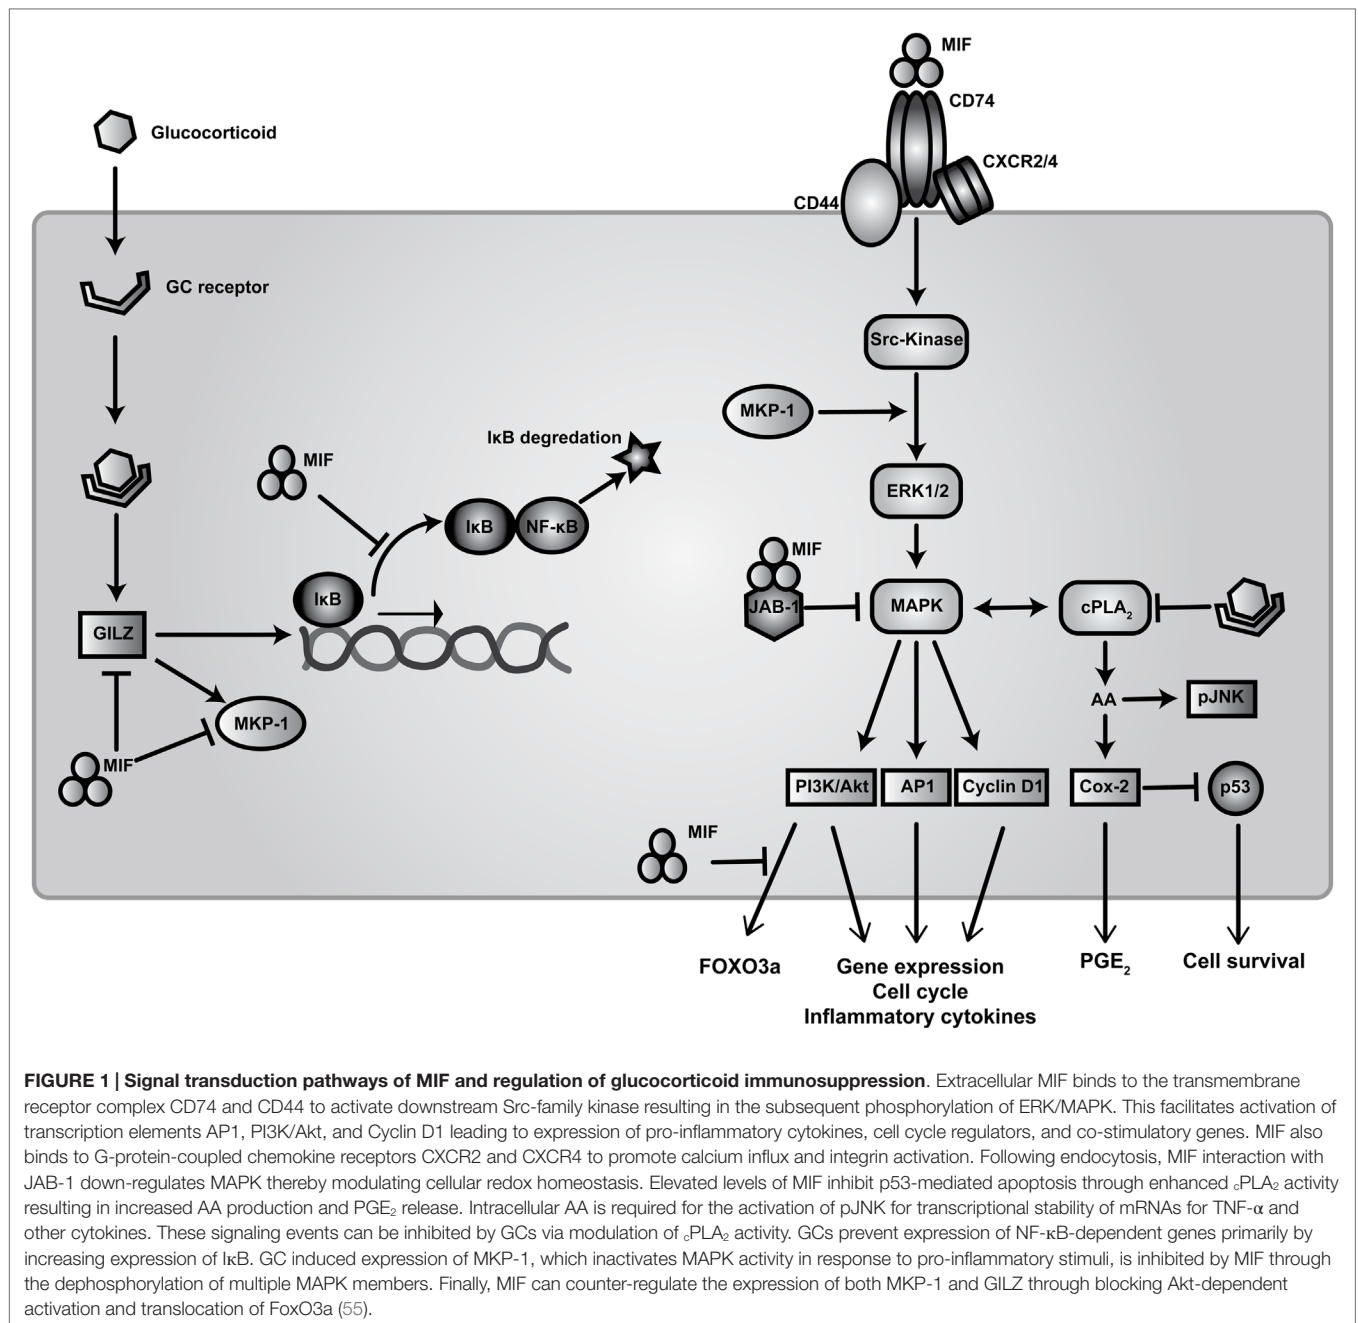 MIF
CD74
Glucocorticoid
CXCR2/4
CD44
GC receptor
Src-Kinase
MKP-1
IκB degredation
MIF
ERK1/2
IκB
NF-κB
MIF
IκB
JAB-1
MAPK
cPLA₂
GILZ
AA
pJNK
MKP-1
MIF
PI3K/Akt
AP1
Cyclin D1
Cox-2
p53
MIF
FOXO3a
Gene expression
Cell cycle
Inflammatory cytokines
PGE₂
Cell survival
FIGURE 1 | Signal transduction pathways of MIF and regulation of glucocorticoid immunosuppression. Extracellular MIF binds to the transmembrane
receptor complex CD74 and CD44 to activate downstream Src-family kinase resulting in the subsequent phosphorylation of ERK/MAPK. This facilitates activation of
transcription elements AP1, PI3K/Akt, and Cyclin D1 leading to expression of pro-inflammatory cytokines, cell cycle regulators, and co-stimulatory genes. MIF also
binds to G-protein-coupled chemokine receptors CXCR2 and CXCR4 to promote calcium influx and integrin activation. Following endocytosis, MIF interaction with
JAB-1 down-regulates MAPK thereby modulating cellular redox homeostasis. Elevated levels of MIF inhibit p53-mediated apoptosis through enhanced cPLA₂ activity
resulting in increased AA production and PGE₂ release. Intracellular AA is required for the activation of pJNK for transcriptional stability of mRNAs for TNF-α and
other cytokines. These signaling events can be inhibited by GCs via modulation of cPLA₂ activity. GCs prevent expression of NF-κB-dependent genes primarily by
increasing expression of IκB. GC induced expression of MKP-1, which inactivates MAPK activity in response to pro-inflammatory stimuli, is inhibited by MIF through
the dephosphorylation of multiple MAPK members. Finally, MIF can counter-regulate the expression of both MKP-1 and GILZ through blocking Akt-dependent
activation and translocation of FoxO3a (55).